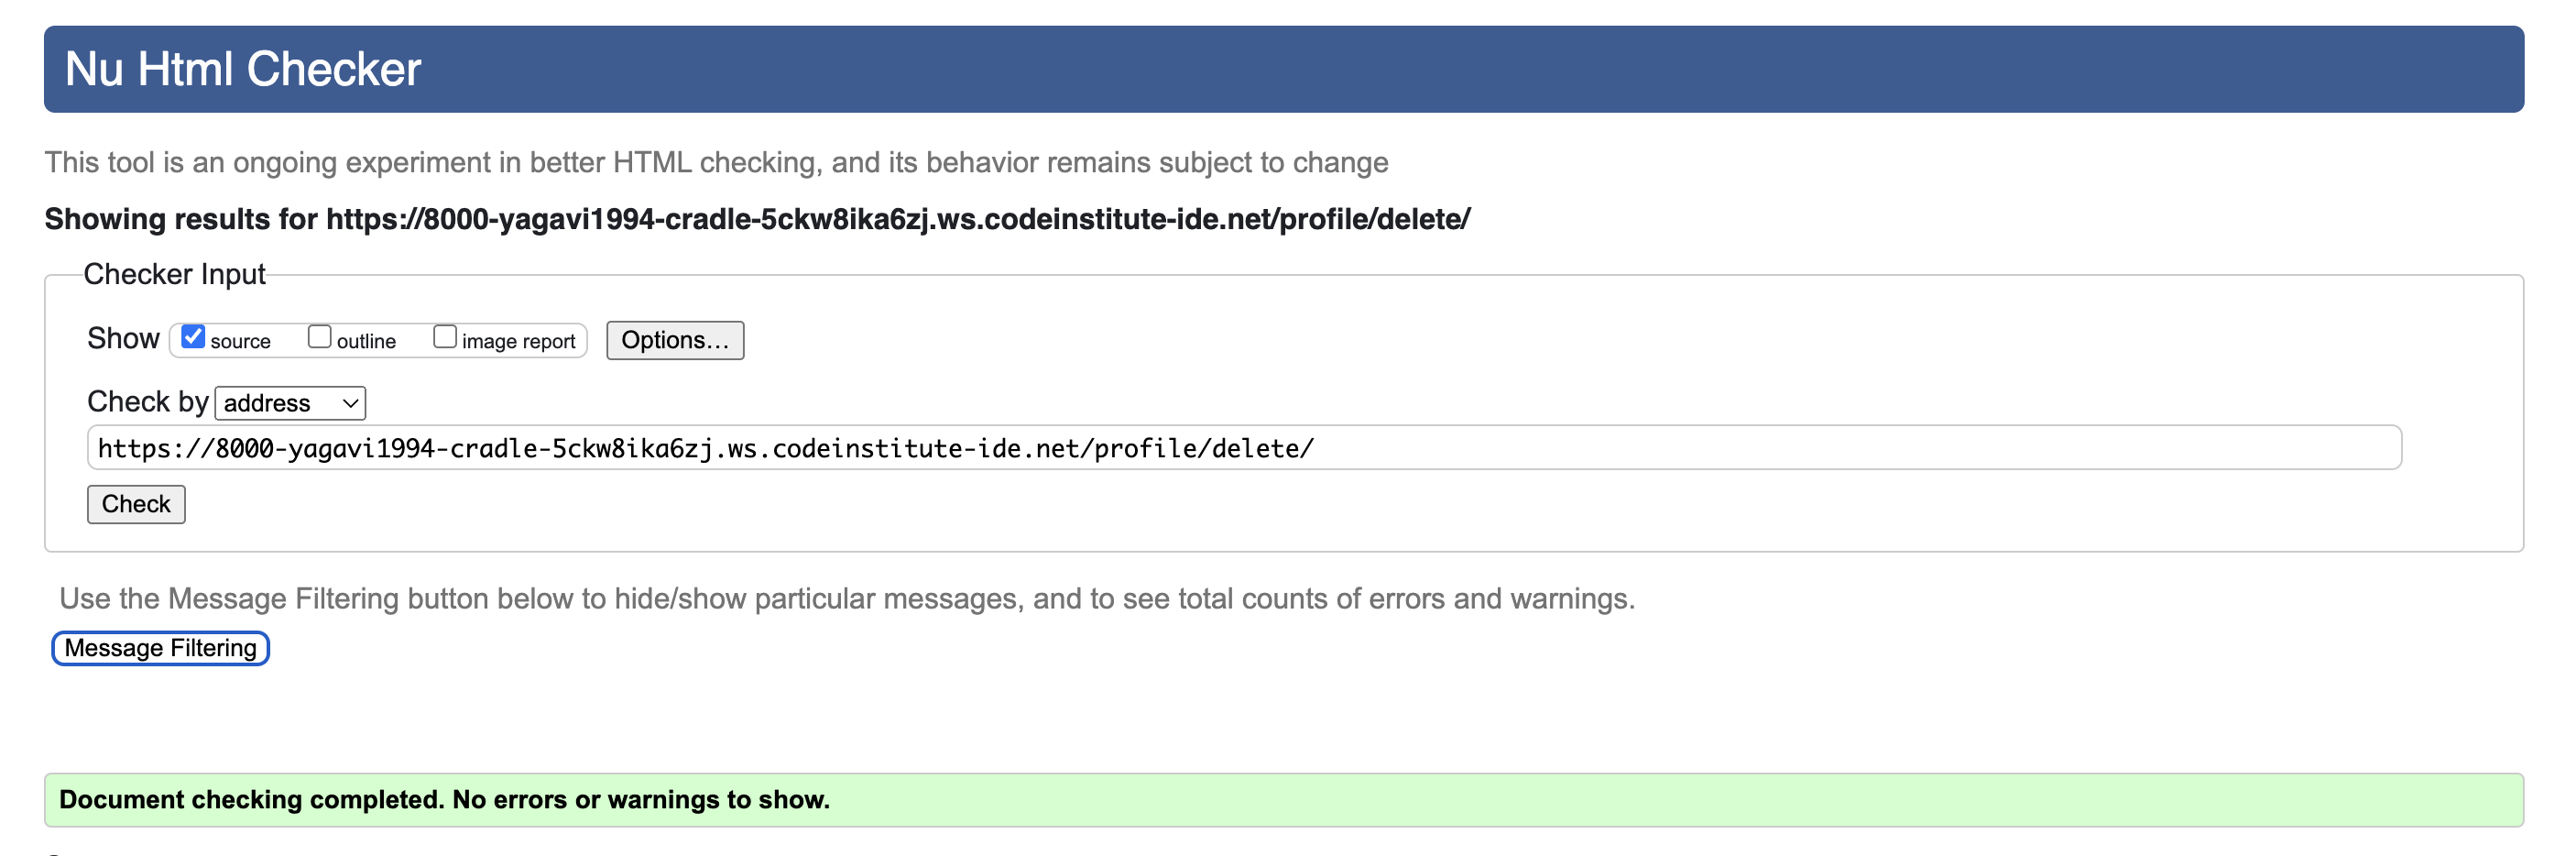 Nu Html Checker
This tool is an ongoing experiment in better HTML checking, and its behavior remains subject to change
Showing results for https://8000-yagavi1994-cradle-5ckw8ika6zj.ws.codeinstitute-ide.net/profile/delete/
Checker Input
Show source outline image report Options...
Check by address
https://8000-yagavi1994-cradle-5ckw8ika6zj.ws.codeinstitute-ide.net/profile/delete/
Check
Use the Message Filtering button below to hide/show particular messages, and to see total counts of errors and warnings.
Message Filtering
Document checking completed. No errors or warnings to show.